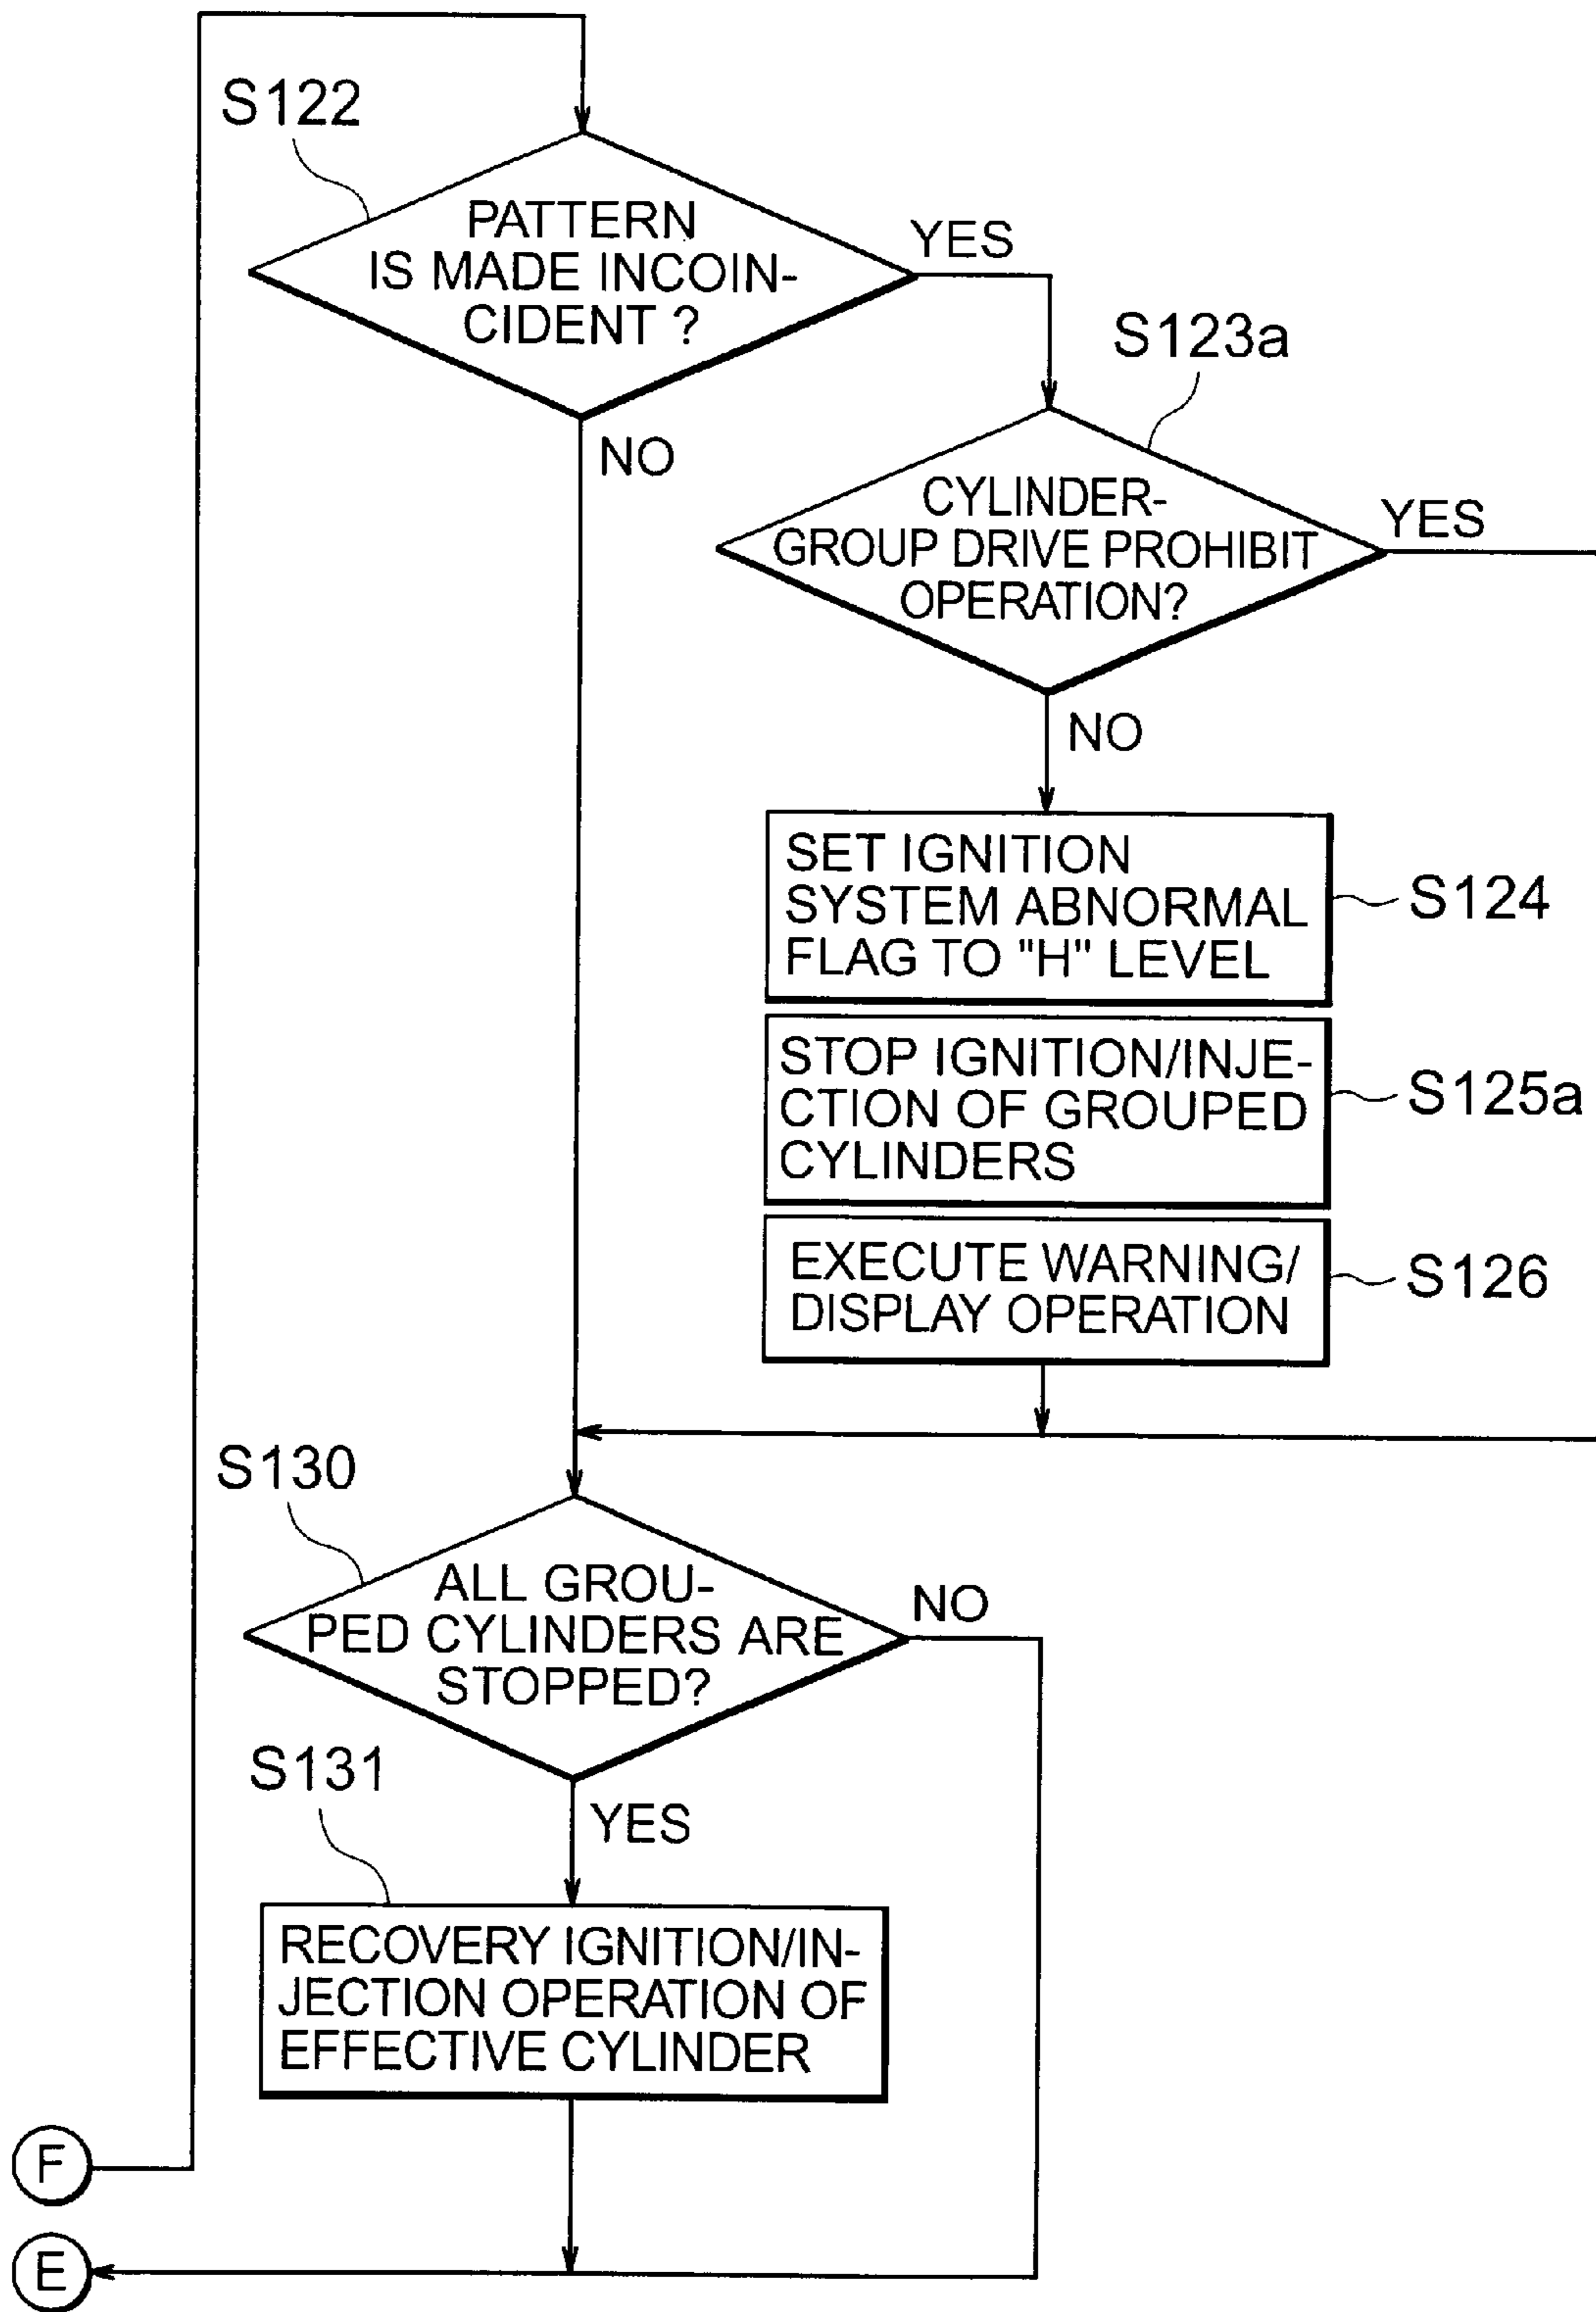 S122
PATTERN
IS MADE INCOIN-
CIDENT ?
YES
NO
S123a
CYLINDER-
GROUP DRIVE PROHIBIT
OPERATION?
YES
NO
SET IGNITION
SYSTEM ABNORMAL
FLAG TO "H" LEVEL
S124
STOP IGNITION/INJE-
CTION OF GROUPED
CYLINDERS
S125a
EXECUTE WARNING/
DISPLAY OPERATION
S126
S130
ALL GROU-
PED CYLINDERS ARE
STOPPED?
NO
YES
S131
RECOVERY IGNITION/IN-
JECTION OPERATION OF
EFFECTIVE CYLINDER
F
E